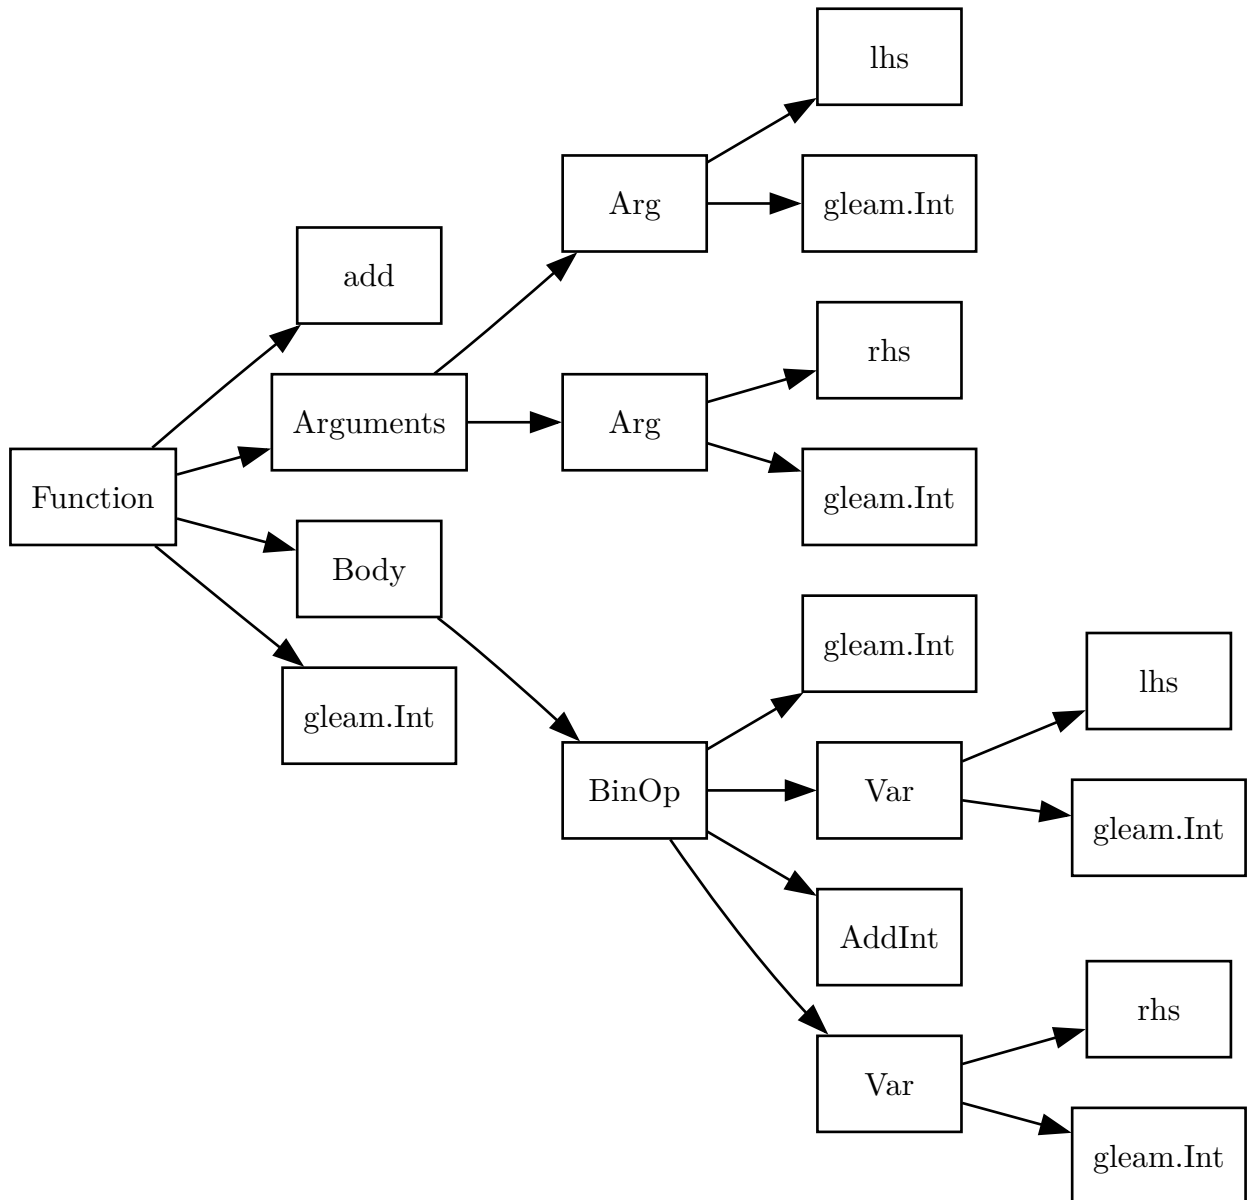 lhs
Arg
gleam.Int
add
rhs
Arguments
Arg
Function
gleam.Int
Body
gleam.Int
lhs
gleam.Int
BinOp
Var
gleam.Int
AddInt
rhs
Var
gleam.Int